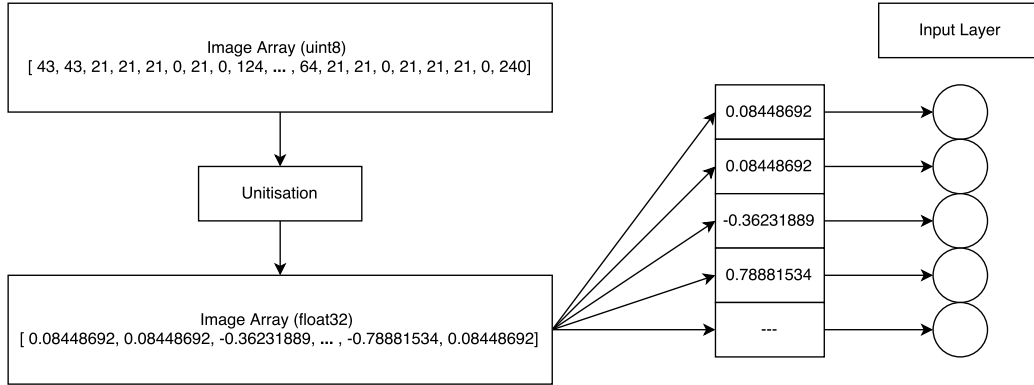 Image Array (uint8)
[ 43, 43, 21, 21, 21, 0, 21, 0, 124, ... , 64, 21, 21, 0, 21, 21, 21, 0, 240]
Unitisation
Image Array (float32)
[ 0.08448692, 0.08448692, -0.36231889, ... , -0.78881534, 0.08448692]
0.08448692
0.08448692
-0.36231889
0.78881534
---
Input Layer